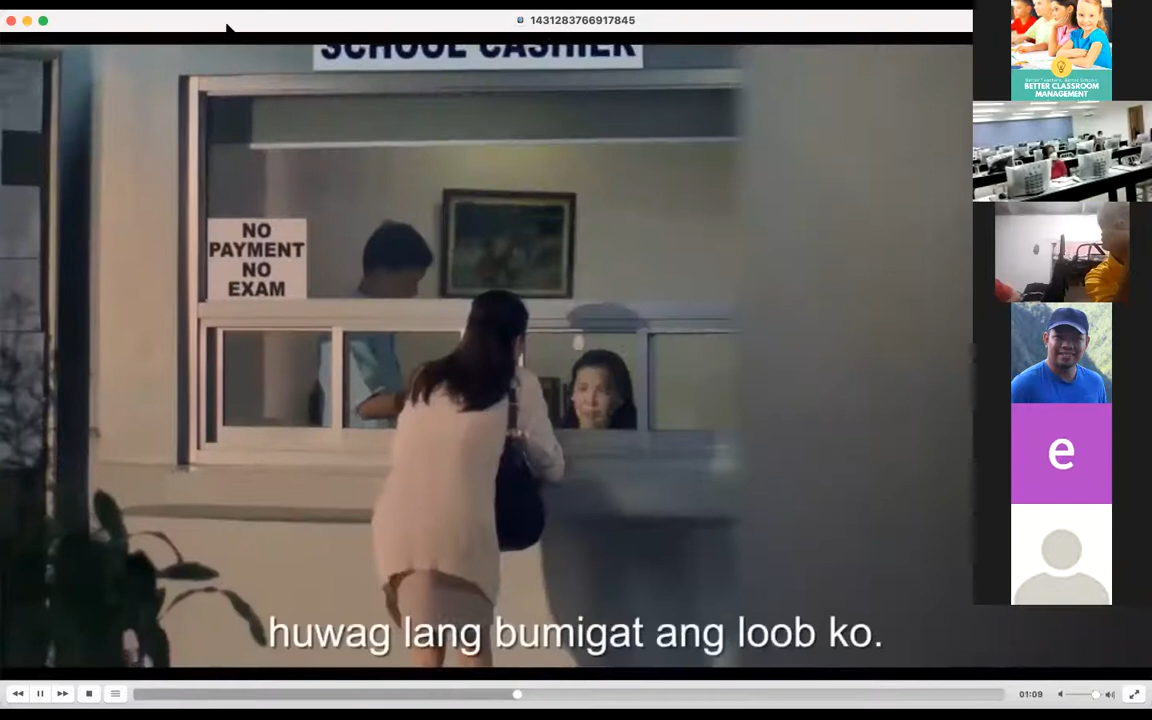 1431283766917845
SCHOOL CASHIER
NO
PAYMENT
NO
EXAM
huwag lang bumigat ang loob ko.
01:09
BETTER CLASSROOM
MANAGEMENT
e